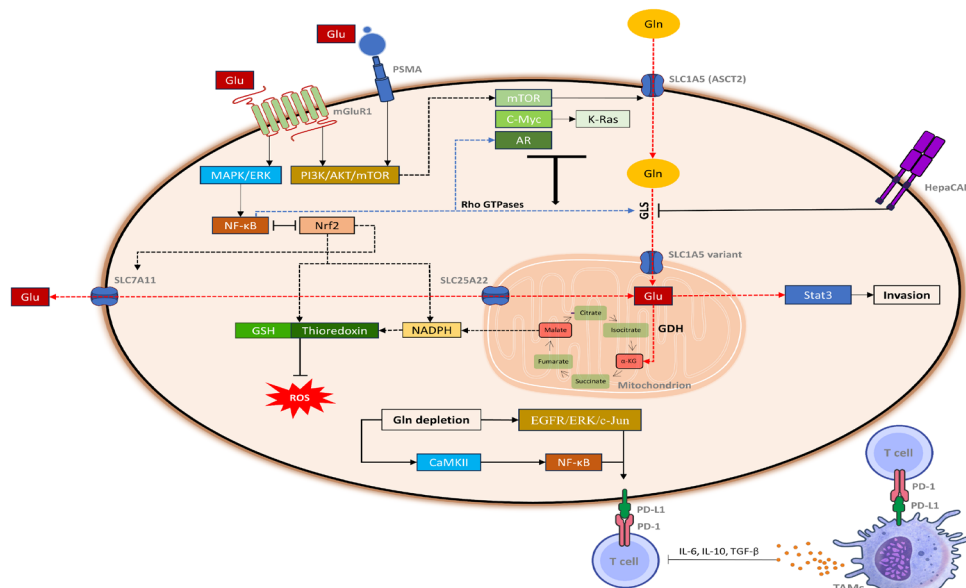 Gln
Glu
PSMA
Glu
SLC1A5 (ASCT2)
mGluR1
mTOR
C-Myc
K-Ras
AR
MAPK/ERK
PI3K/AKT/mTOR
Gln
HepaCAM
Rho GTPases
GLS
NF-κB
Nrf2
SLC1A5 variant
SLC7A11
SLC25A22
Glu
Glu
Stat3
Invasion
Citrate
GSH
Thioredoxin
NADPH
Malate
Isocitrate
GDH
Fumarate
α-KG
Succinate
Mitochondrion
ROS
Gln depletion
EGFR/ERK/c-Jun
CaMKII
NF-κB
T cell
PD-1
PD-L1
PD-L1
PD-1
T cell
IL-6, IL-10, TGF-β
TAMs